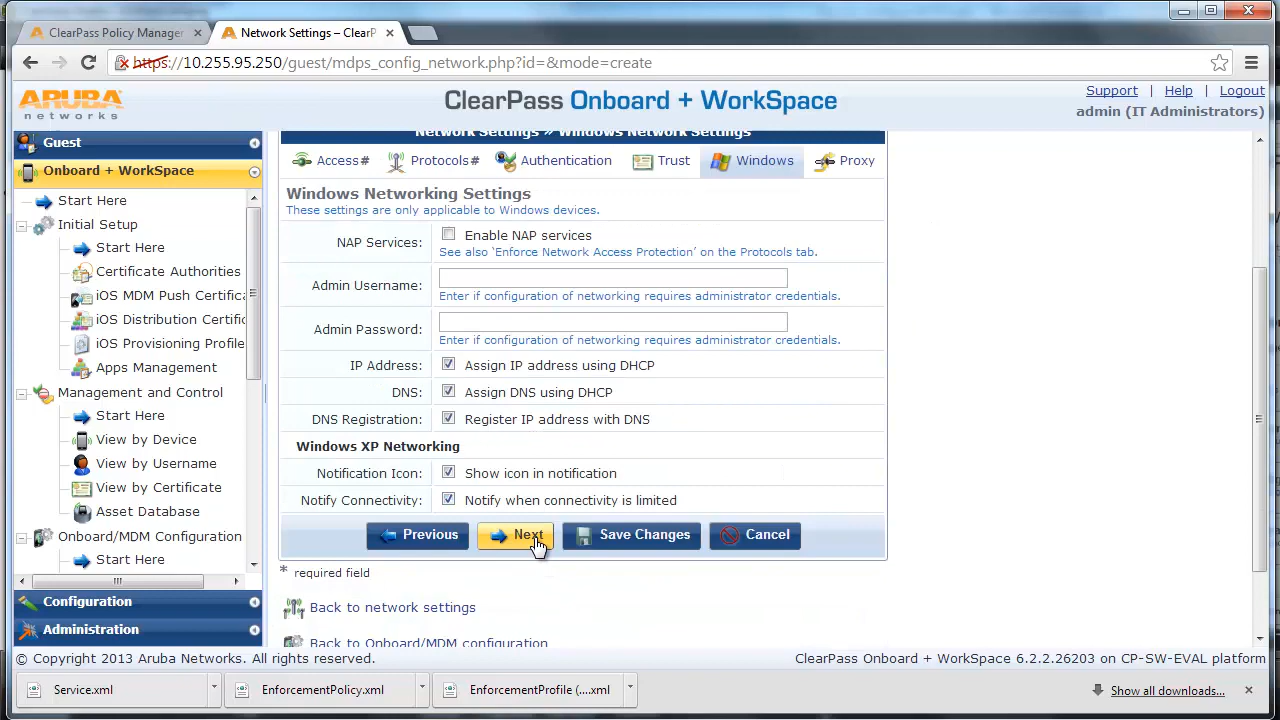 ClearPass Policy Manager
Network Settings – ClearP
https://10.255.95.250/guest/mdps_config_network.php?id=&mode=create
ARUBA
networks
ClearPass Onboard + WorkSpace
Support | Help | Logout
admin (IT Administrators)
Guest
Onboard + WorkSpace
Start Here
Initial Setup
Start Here
Certificate Authorities
iOS MDM Push Certifica
iOS Distribution Certific
iOS Provisioning Profile
Apps Management
Management and Control
Start Here
View by Device
View by Username
View by Certificate
Asset Database
Onboard/MDM Configuration
Start Here
Configuration
Administration
Network Settings » Windows Network Settings
Access#
Protocols#
Authentication
Trust
Windows
Proxy
Windows Networking Settings
These settings are only applicable to Windows devices.
NAP Services: Enable NAP services
See also ‘Enforce Network Access Protection’ on the Protocols tab.
Admin Username:
Enter if configuration of networking requires administrator credentials.
Admin Password:
Enter if configuration of networking requires administrator credentials.
IP Address: Assign IP address using DHCP
DNS: Assign DNS using DHCP
DNS Registration: Register IP address with DNS
Windows XP Networking
Notification Icon: Show icon in notification
Notify Connectivity: Notify when connectivity is limited
Previous
Next
Save Changes
Cancel
* required field
Back to network settings
Back to Onboard/MDM configuration
© Copyright 2013 Aruba Networks. All rights reserved.
ClearPass Onboard + WorkSpace 6.2.2.26203 on CP-SW-EVAL platform
Service.xml
EnforcementPolicy.xml
EnforcementProfile (....xml
Show all downloads...